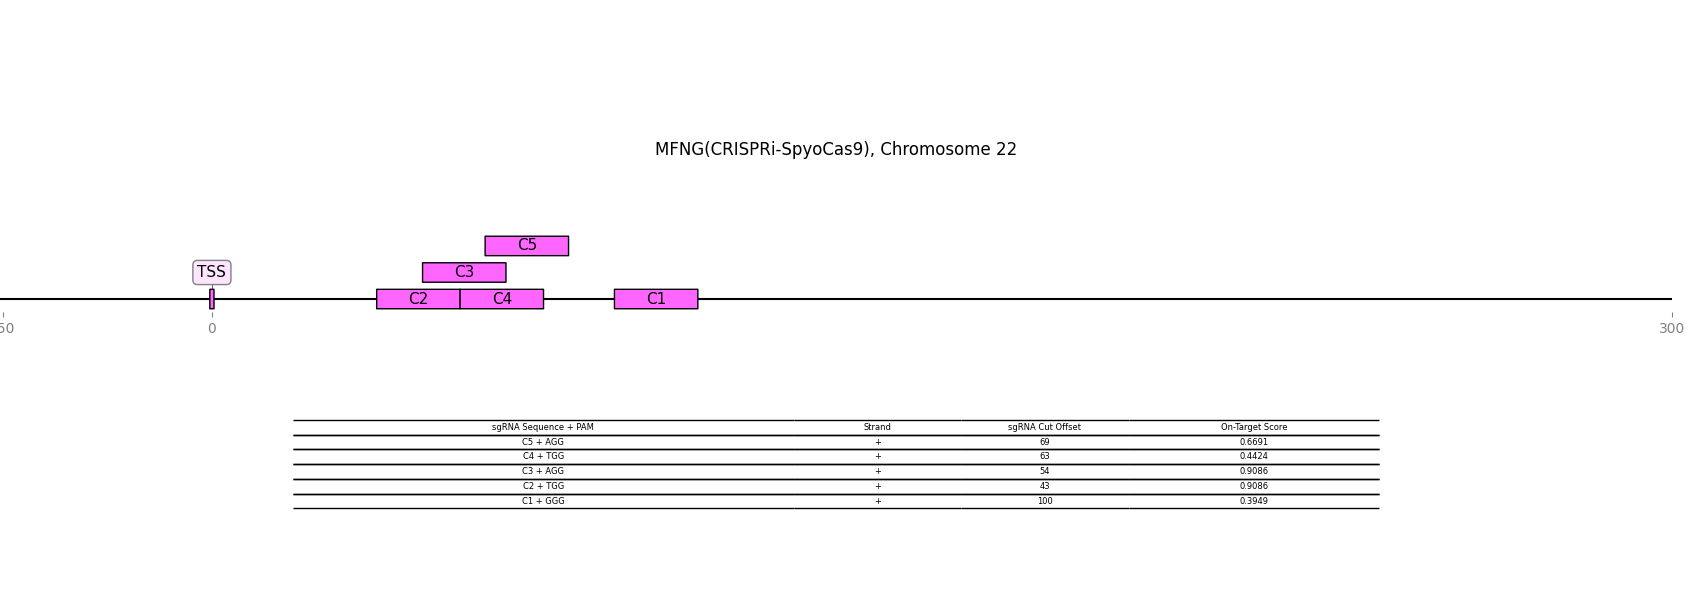 MFNG(CRISPRi-SpyoCas9), Chromosome 22
C5
TSS C3
C2 C4 C1
50 0 300
sgRNA Sequence + PAM Strand sgRNA Cut Offset On-Target Score
C5 + AGG + 69 0.6691
C4 + TGG + 63 0.4424
C3 + AGG + 54 0.9086
C2 + TGG + 43 0.9086
C1 + GGG + 100 0.3949